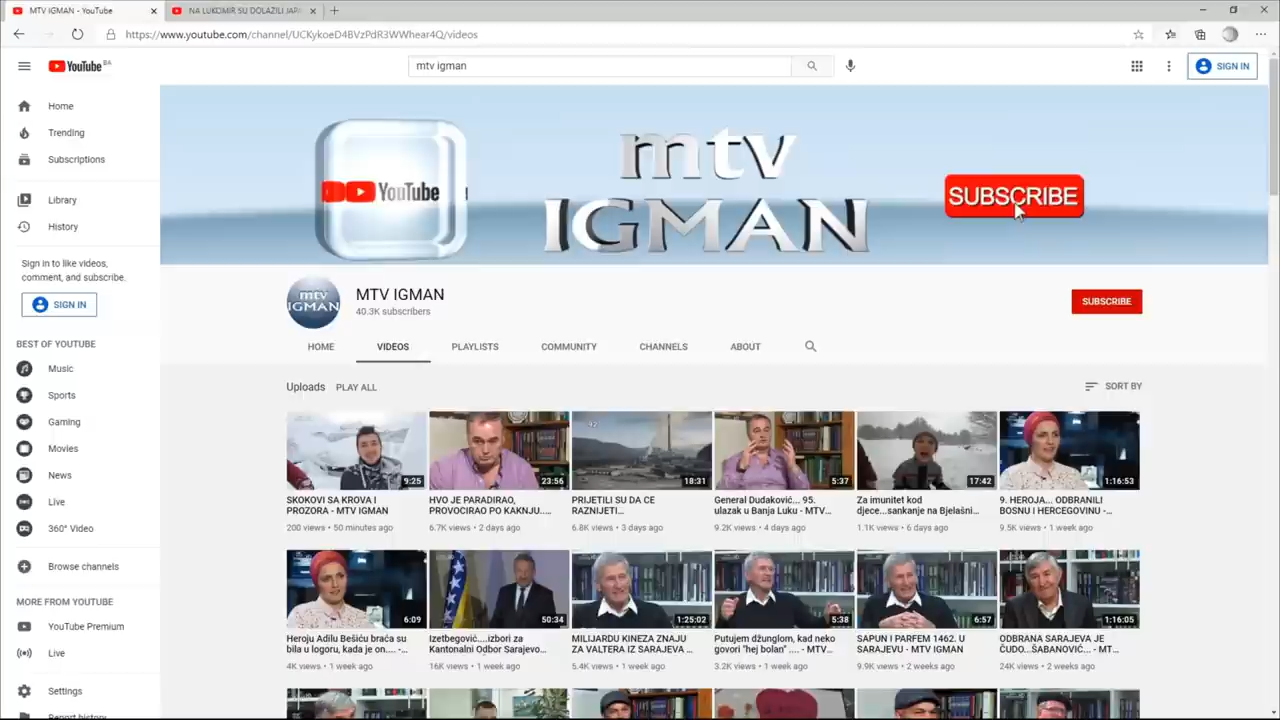 MTV IGMAN - YouTube
NA LUKOMIR SU DOLAZILI JAP
https://www.youtube.com/channel/UCKykoeD4BVzPdR3WWhear4Q/videos
YouTube BA
mtv igman
SIGN IN
Home
Trending
Subscriptions
Library
History
Sign in to like videos,
comment, and subscribe.
SIGN IN
BEST OF YOUTUBE
Music
Sports
Gaming
Movies
News
Live
360° Video
Browse channels
MORE FROM YOUTUBE
YouTube Premium
Live
Settings
Report history
YouTube
mtv
IGMAN
SUBSCRIBE
mtv
IGMAN
MTV IGMAN
40.3K subscribers
SUBSCRIBE
HOME VIDEOS PLAYLISTS COMMUNITY CHANNELS ABOUT
Uploads PLAY ALL SORT BY
9:25
SKOKOVI SA KROVA I
PROZORA - MTV IGMAN
200 views • 50 minutes ago
23:56
HVO JE PARADIRAO,
PROVOCIRAO PO KAKNJU....
6.7K views • 2 days ago
18:31
PRIJETILI SU DA CE
RAZNIJETI...
6.8K views • 3 days ago
5:37
General Dudaković... 95.
ulazak u Banja Luku - MTV...
9.2K views • 4 days ago
17:42
Za imunitet kod
djece...sankanje na Bjelašni...
1.1K views • 6 days ago
1:16:53
9. HEROJA... ODBRANILI
BOSNU I HERCEGOVINU -...
9.5K views • 1 week ago
6:09
Heroju Adilu Bešiću braća su
bila u logoru, kada je on.... -...
4K views • 1 week ago
50:34
Izetbegović....izbori za
Kantonalni Odbor Sarajevo...
16K views • 1 week ago
1:25:02
MILIJARDU KINEZA ZNAJU
ZA VALTERA IZ SARAJEVA ...
5.4K views • 1 week ago
5:38
Putujem džunglom, kad neko
govori "hej bolan" .... - MTV...
3.2K views • 1 week ago
6:57
SAPUN I PARFEM 1462. U
SARAJEVU - MTV IGMAN
9.9K views • 2 weeks ago
1:16:05
ODBRANA SARAJEVA JE
ČUDO...ŠABANOVIĆ... - MT...
24K views • 2 weeks ago